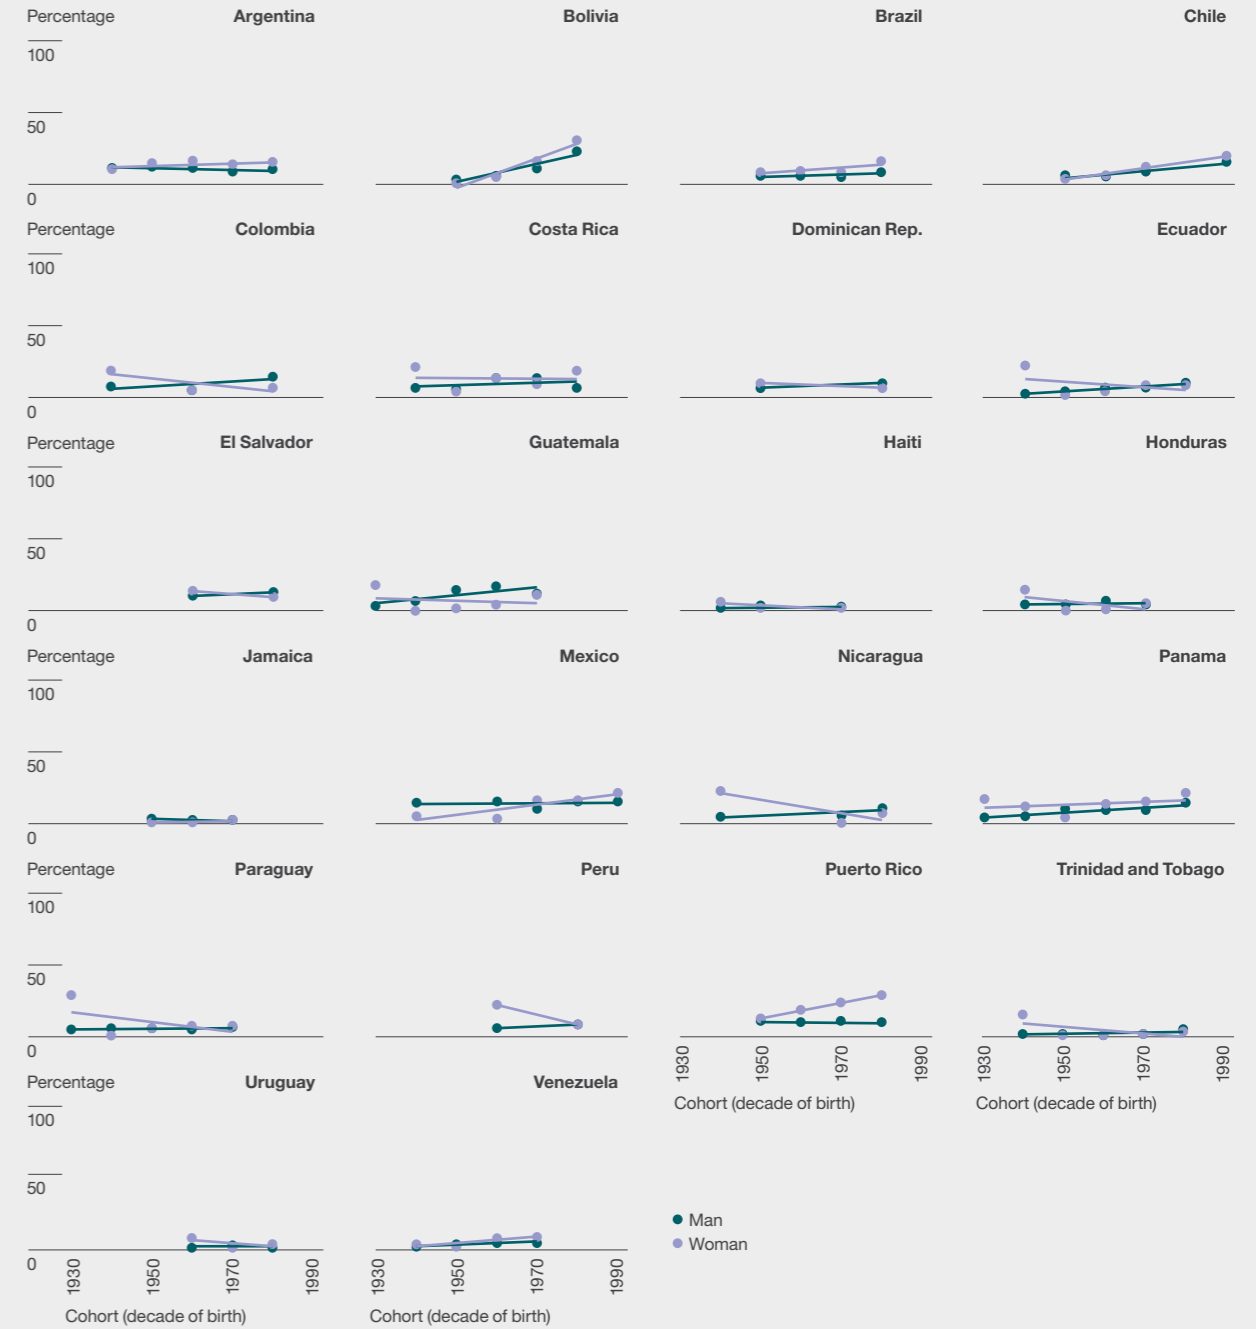 Percentage Argentina Bolivia Brazil Chile
100
50
0
Percentage Colombia Costa Rica Dominican Rep. Ecuador
100
50
0
Percentage El Salvador Guatemala Haiti Honduras
100
50
0
Percentage Jamaica Mexico Nicaragua Panama
100
50
0
Percentage Paraguay Peru Puerto Rico Trinidad and Tobago
100
50
0
1930 1950 1970 1990 1930 1950 1970 1990
Cohort (decade of birth) Cohort (decade of birth)
Percentage Uruguay Venezuela
100
50
0
Man
Woman
1930 1950 1970 1990 1930 1950 1970 1990
Cohort (decade of birth) Cohort (decade of birth)